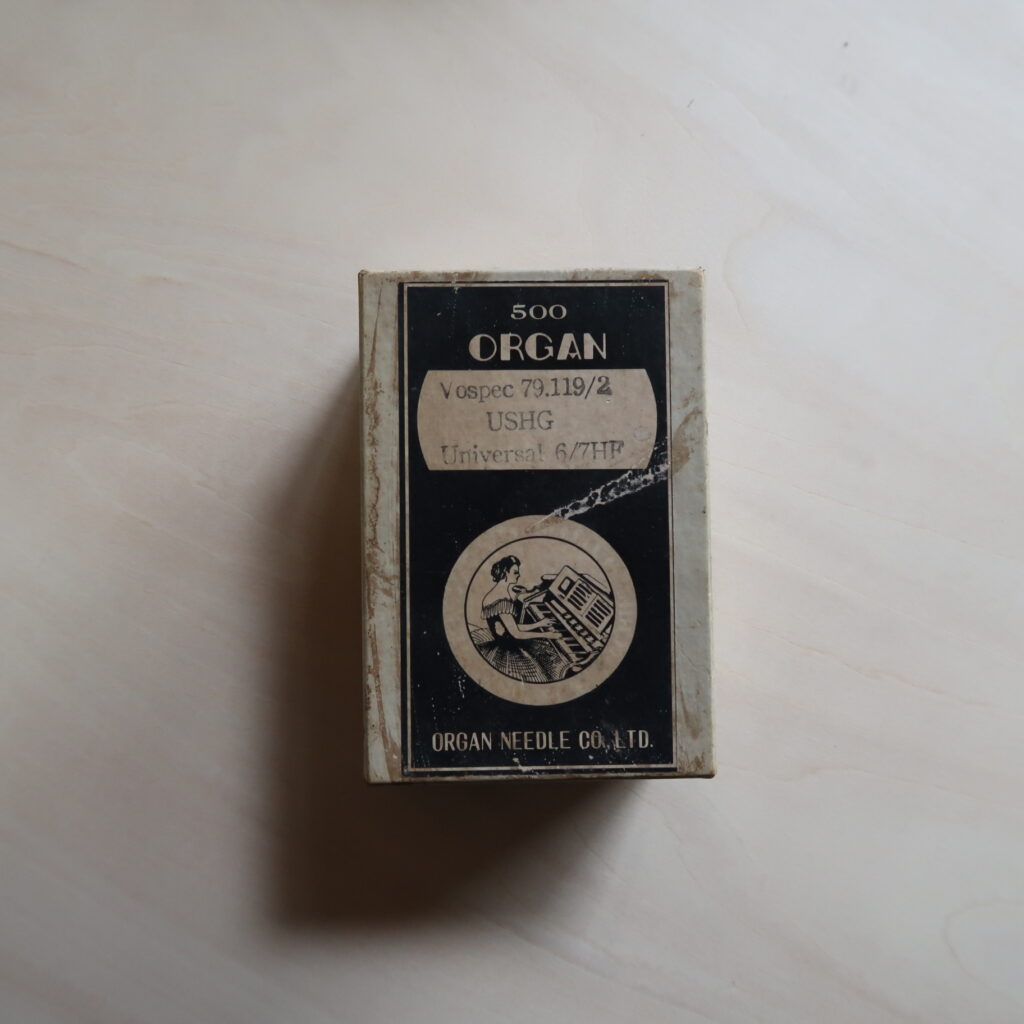 500
ORGAN
Vospec 79.119/2
USHG
Universal 6/7HF
ORGAN NEEDLE CO., LTD.